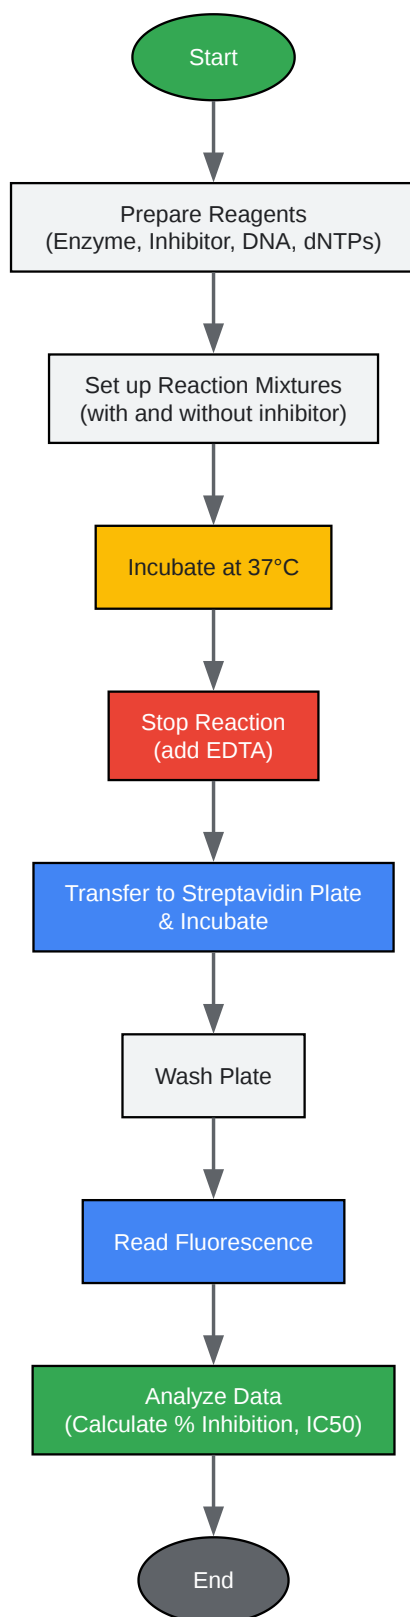 Start
Prepare Reagents
(Enzyme, Inhibitor, DNA, dNTPs)
Set up Reaction Mixtures
(with and without inhibitor)
Incubate at 37°C
Stop Reaction
(add EDTA)
Transfer to Streptavidin Plate
& Incubate
Wash Plate
Read Fluorescence
Analyze Data
(Calculate % Inhibition, IC50)
End